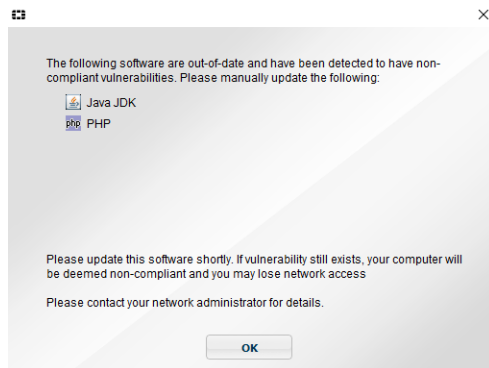 The following software are out-of-date and have been detected to have non-
compliant vulnerabilities. Please manually update the following:
Java JDK
php PHP
Please update this software shortly. If vulnerability still exists, your computer will
be deemed non-compliant and you may lose network access
Please contact your network administrator for details.
OK